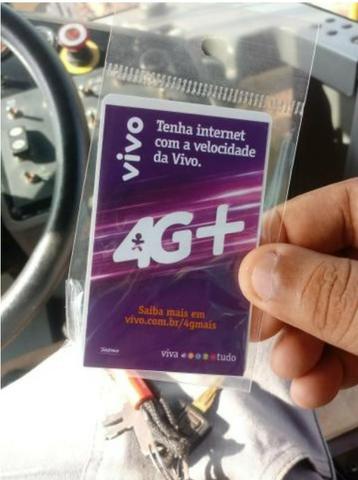 vivo
Tenha internet
com a velocidade
da Vivo.
4G+
Saiba mais em
vivo.com.br/4gmais
viva tudo